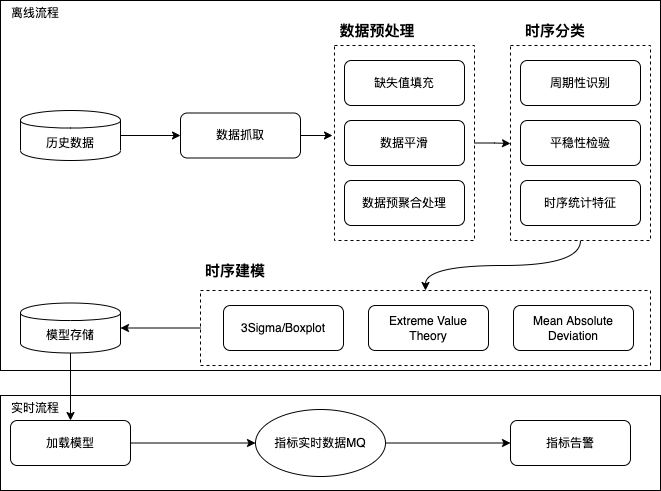 离线流程
数据预处理
时序分类
缺失值填充
周期性识别
历史数据
数据抓取
数据平滑
平稳性检验
数据预聚合处理
时序统计特征
时序建模
模型存储
3Sigma/Boxplot
Extreme Value
Theory
Mean Absolute
Deviation
实时流程
加载模型
指标实时数据MQ
指标告警